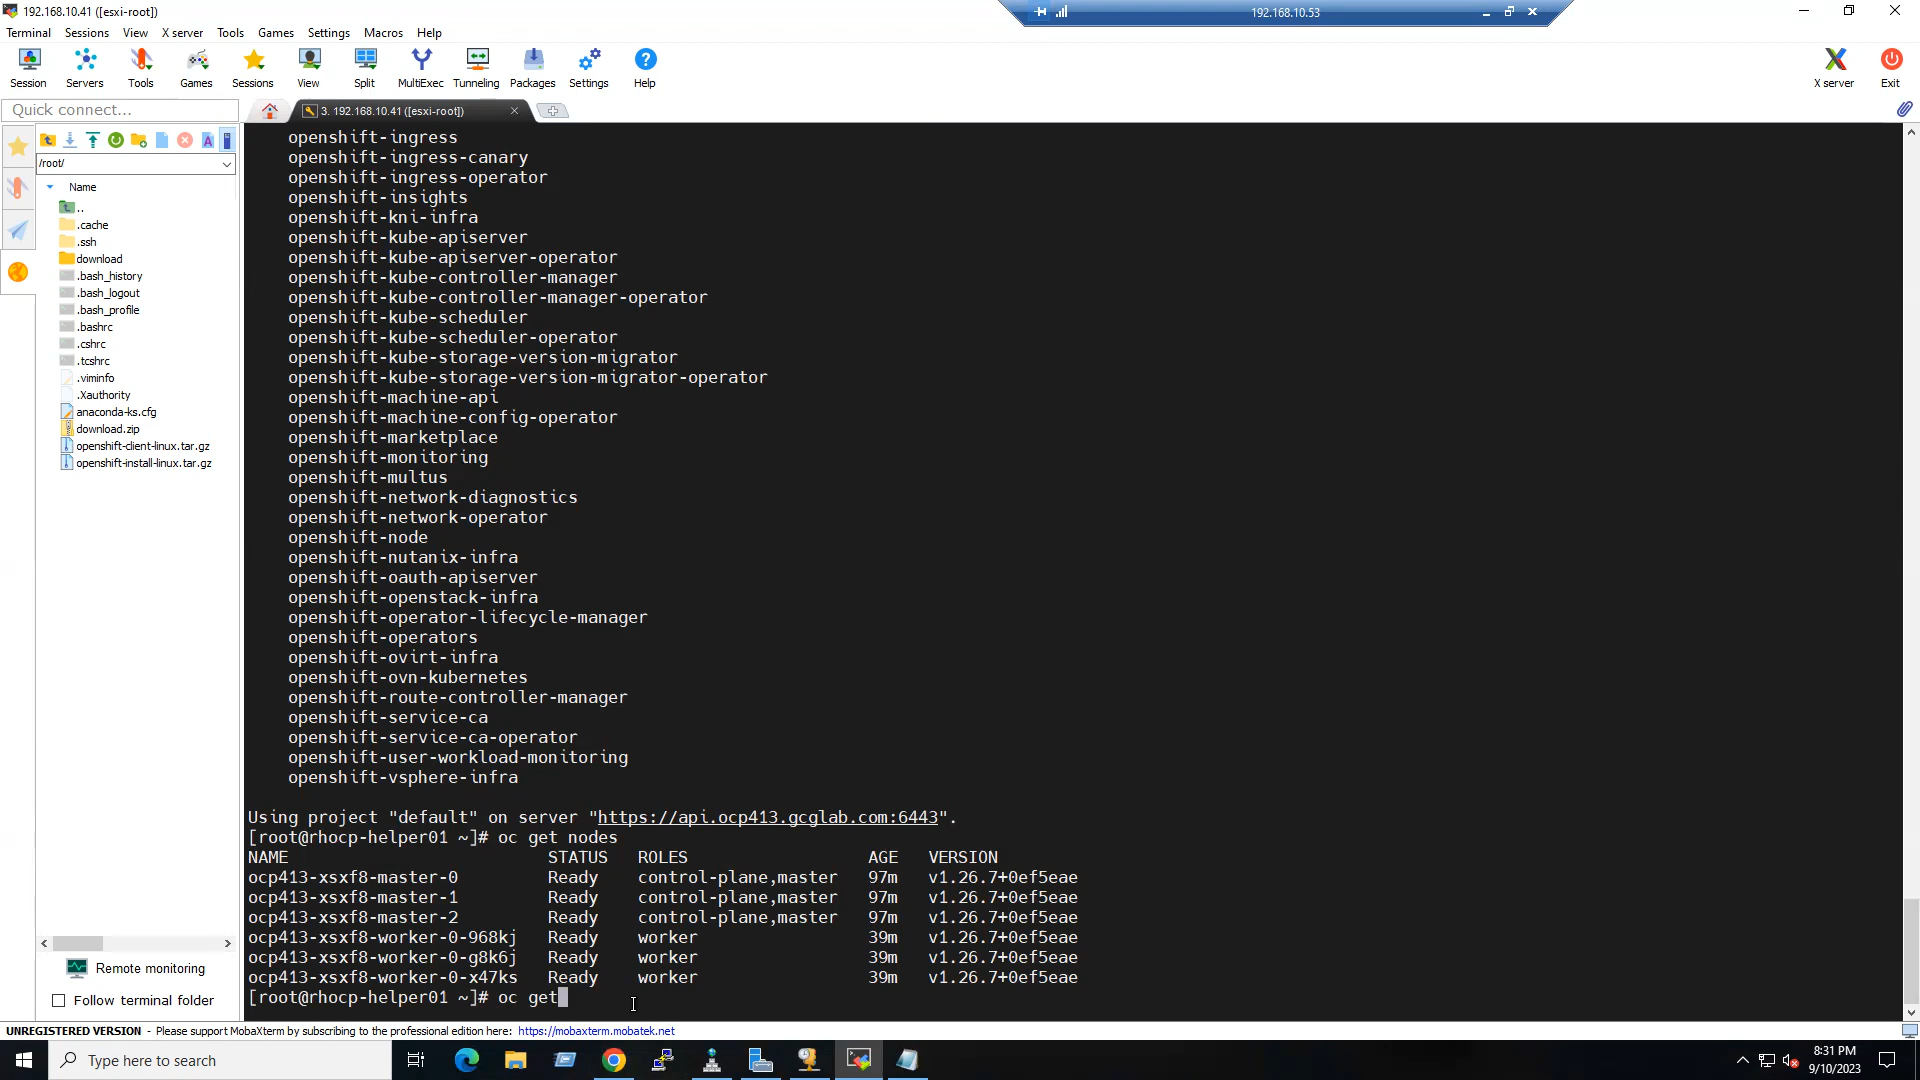 192.168.10.41 ([esxi-root])
192.168.10.53
Terminal Sessions View X server Tools Games Settings Macros Help
Session Servers Tools Games Sessions View Split MultiExec Tunneling Packages Settings Help X server Exit
Quick connect...
3. 192.168.10.41 ([esxi-root])
/root/
Name
..
.cache
.ssh
download
.bash_history
.bash_logout
.bash_profile
.bashrc
.cshrc
.tcshrc
.viminfo
.Xauthority
anaconda-ks.cfg
download.zip
openshift-client-linux.tar.gz
openshift-install-linux.tar.gz
Remote monitoring
Follow terminal folder
openshift-ingress
openshift-ingress-canary
openshift-ingress-operator
openshift-insights
openshift-kni-infra
openshift-kube-apiserver
openshift-kube-apiserver-operator
openshift-kube-controller-manager
openshift-kube-controller-manager-operator
openshift-kube-scheduler
openshift-kube-scheduler-operator
openshift-kube-storage-version-migrator
openshift-kube-storage-version-migrator-operator
openshift-machine-api
openshift-machine-config-operator
openshift-marketplace
openshift-monitoring
openshift-multus
openshift-network-diagnostics
openshift-network-operator
openshift-node
openshift-nutanix-infra
openshift-oauth-apiserver
openshift-openstack-infra
openshift-operator-lifecycle-manager
openshift-operators
openshift-ovirt-infra
openshift-ovn-kubernetes
openshift-route-controller-manager
openshift-service-ca
openshift-service-ca-operator
openshift-user-workload-monitoring
openshift-vsphere-infra
Using project "default" on server "https://api.ocp413.gcglab.com:6443".
[root@rhocp-helper01 ~]# oc get nodes
NAME STATUS ROLES AGE VERSION
ocp413-xsxf8-master-0 Ready control-plane,master 97m v1.26.7+0ef5eae
ocp413-xsxf8-master-1 Ready control-plane,master 97m v1.26.7+0ef5eae
ocp413-xsxf8-master-2 Ready control-plane,master 97m v1.26.7+0ef5eae
ocp413-xsxf8-worker-0-968kj Ready worker 39m v1.26.7+0ef5eae
ocp413-xsxf8-worker-0-g8k6j Ready worker 39m v1.26.7+0ef5eae
ocp413-xsxf8-worker-0-x47ks Ready worker 39m v1.26.7+0ef5eae
[root@rhocp-helper01 ~]# oc get
UNREGISTERED VERSION - Please support MobaXterm by subscribing to the professional edition here: https://mobaxterm.mobatek.net
Type here to search
8:31 PM
9/10/2023